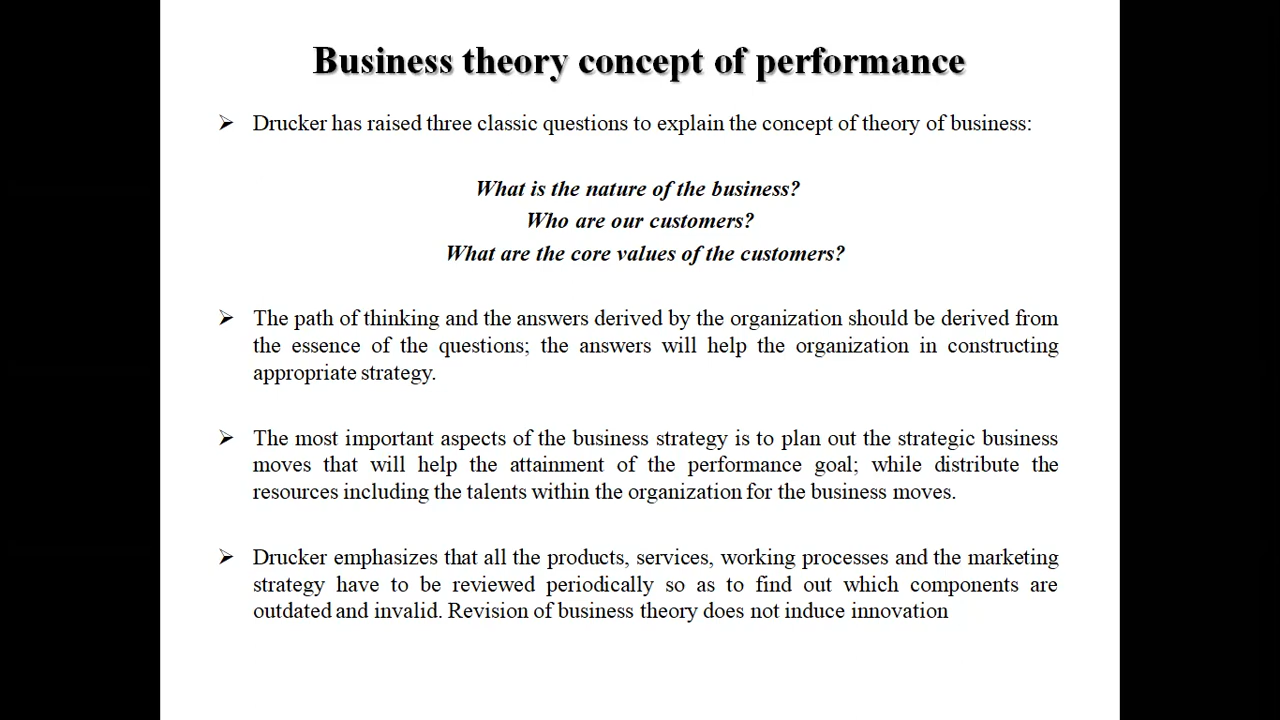 Business theory concept of performance
➢ Drucker has raised three classic questions to explain the concept of theory of business:
What is the nature of the business?
Who are our customers?
What are the core values of the customers?
➢ The path of thinking and the answers derived by the organization should be derived from
the essence of the questions; the answers will help the organization in constructing
appropriate strategy.
➢ The most important aspects of the business strategy is to plan out the strategic business
moves that will help the attainment of the performance goal; while distribute the
resources including the talents within the organization for the business moves.
➢ Drucker emphasizes that all the products, services, working processes and the marketing
strategy have to be reviewed periodically so as to find out which components are
outdated and invalid. Revision of business theory does not induce innovation